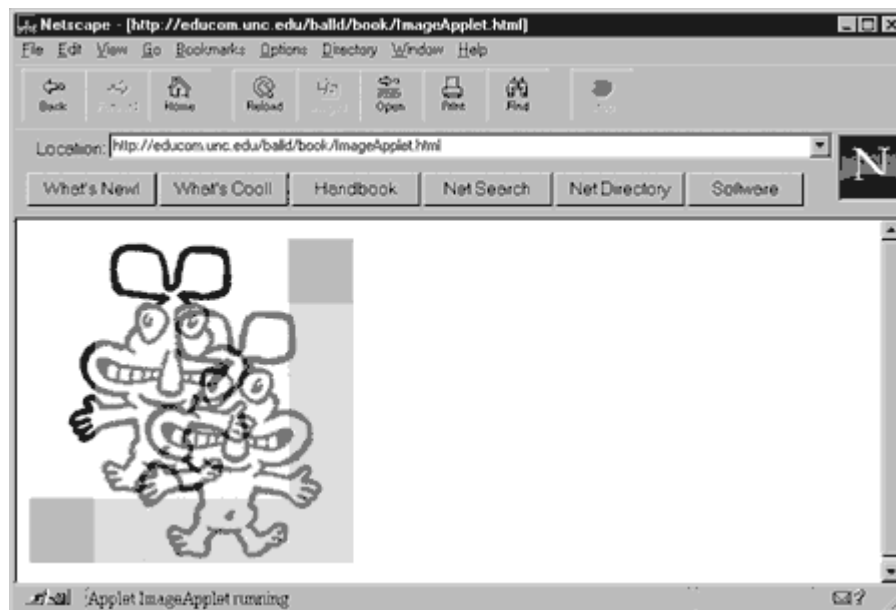 Netscape - [http://educom.unc.edu/balld/book/ImageApplet.html]
File Edit View Go Bookmarks Options Directory Window Help
Back Home Reload Open Print Find
Location: http://educom.unc.edu/balld/book/ImageApplet.html
N
What's New! What's Cool! Handbook Net Search Net Directory Software
Applet ImageApplet running